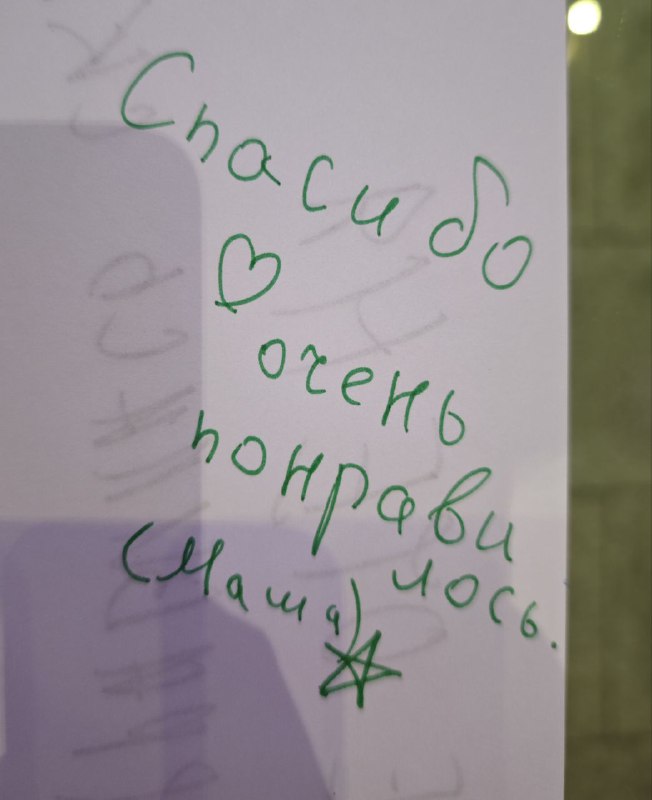 Спасибо
♡
очень
понрави
лось.
(Маша)
☆